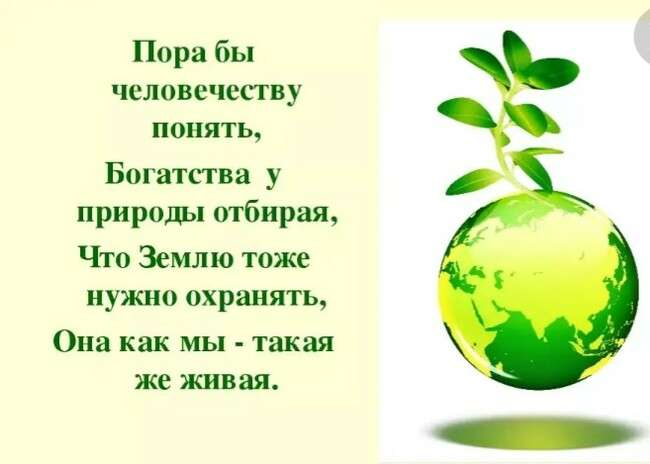 Пора бы
человечеству
понять,
Богатства у
природы отбирая,
Что Землю тоже
нужно охранять,
Она как мы - такая
же живая.